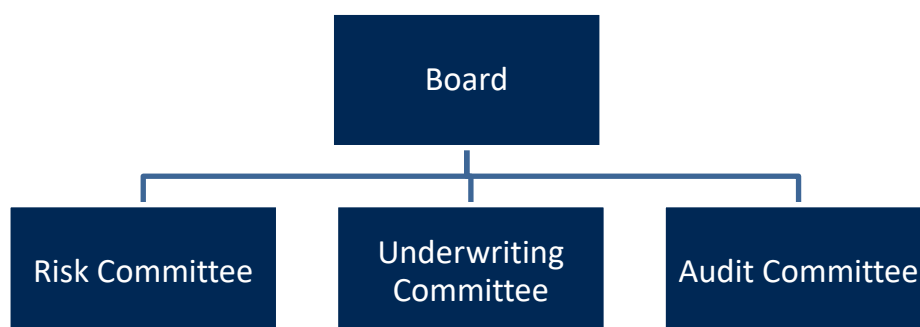 Board
Risk Committee
Underwriting
Committee
Audit Committee